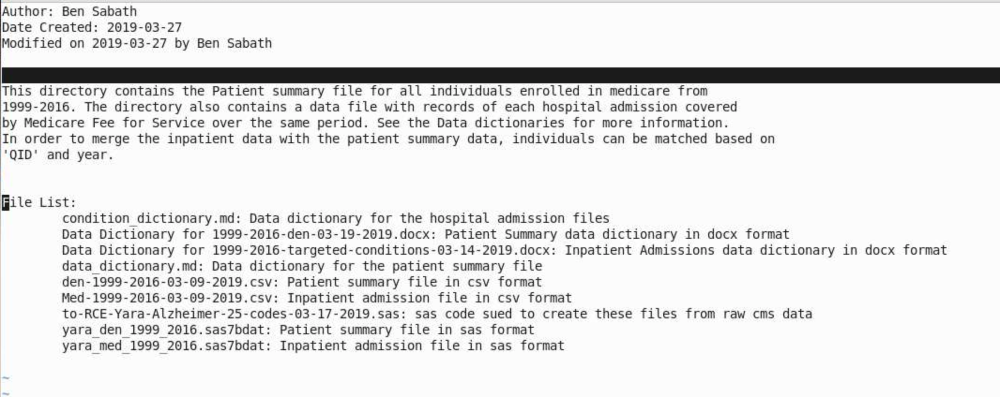 Author: Ben Sabath
Date Created: 2019-03-27
Modified on 2019-03-27 by Ben Sabath
This directory contains the Patient summary file for all individuals enrolled in medicare from
1999-2016. The directory also contains a data file with records of each hospital admission covered
by Medicare Fee for Service over the same period. See the Data dictionaries for more information.
In order to merge the inpatient data with the patient summary data, individuals can be matched based on
'QID' and year.
File List:
condition_dictionary.md: Data dictionary for the hospital admission files
Data Dictionary for 1999-2016-den-03-19-2019.docx: Patient Summary data dictionary in docx format
Data Dictionary for 1999-2016-targeted-conditions-03-14-2019.docx: Inpatient Admissions data dictionary in docx format
data_dictionary.md: Data dictionary for the patient summary file
den-1999-2016-03-09-2019.csv: Patient summary file in csv format
Med-1999-2016-03-09-2019.csv: Inpatient admission file in csv format
to-RCE-Yara-Alzheimer-25-codes-03-17-2019.sas: sas code sued to create these files from raw cms data
yara_den_1999_2016.sas7bdat: Patient summary file in sas format
yara_med_1999_2016.sas7bdat: Inpatient admission file in sas format
~
~